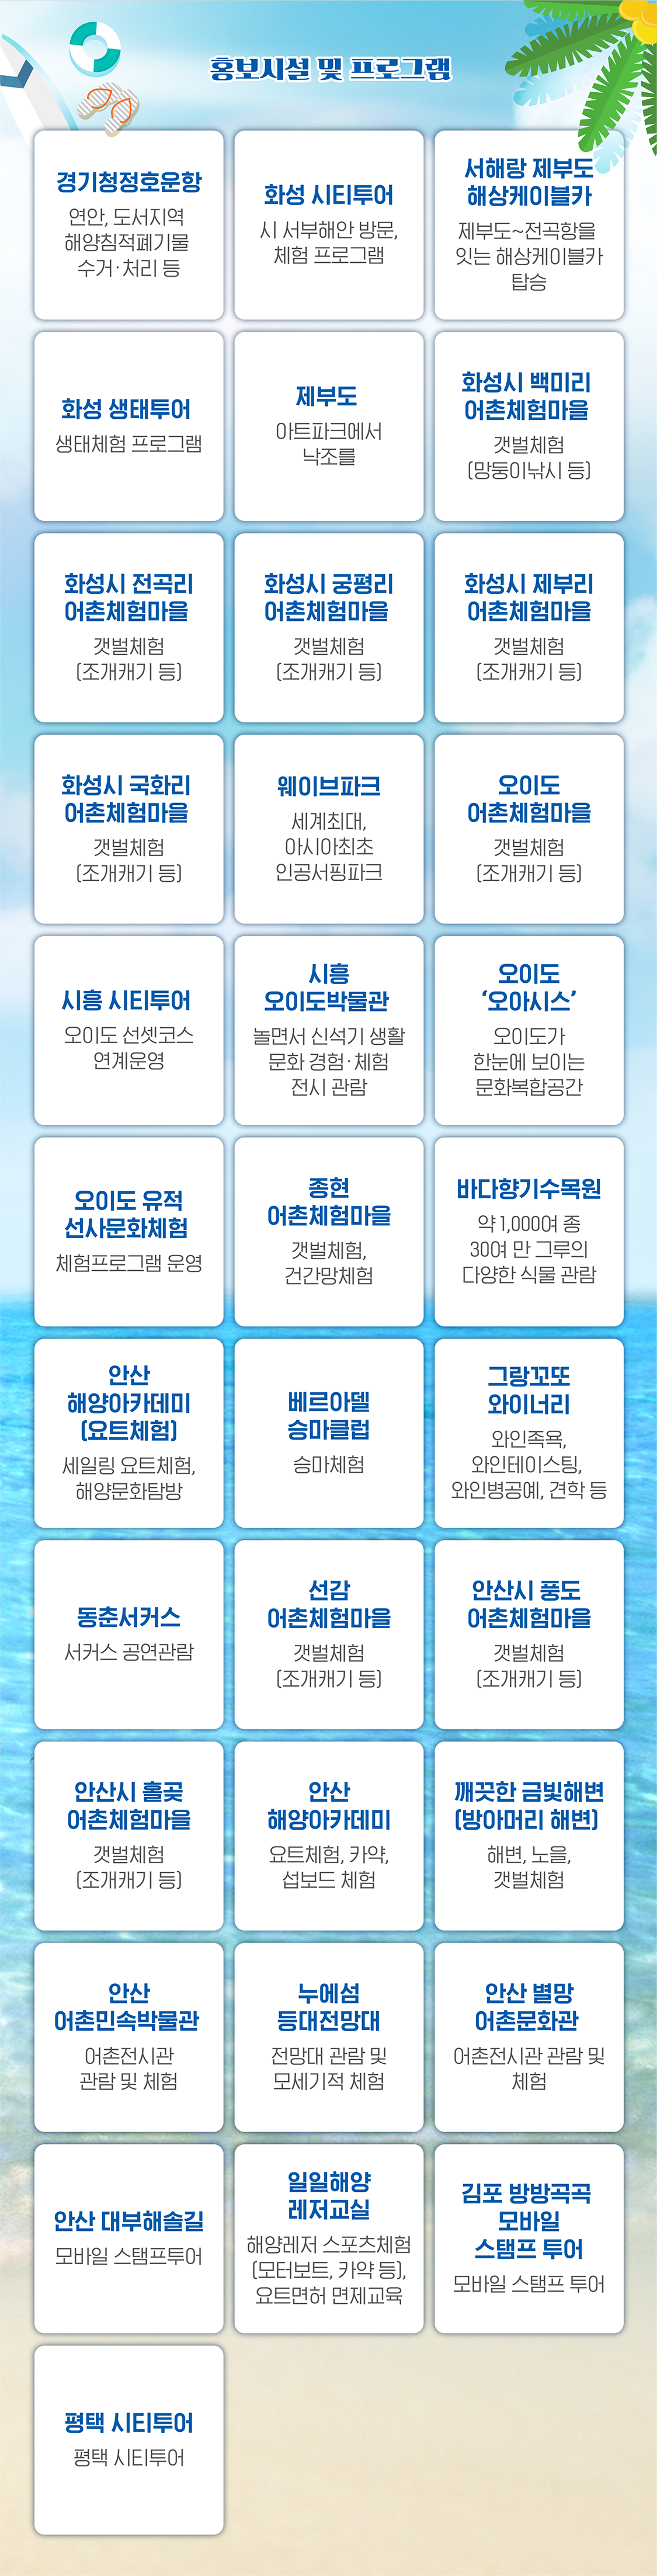 홍보시설 및 프로그램
경기청정호운항
연안, 도서지역
해양침적폐기물
수거·처리 등
화성 시티투어
시 서부해안 방문,
체험 프로그램
서해랑 제부도
해상케이블카
제부도~전곡항을
잇는 해상케이블카
탑승
화성 생태투어
생태체험 프로그램
제부도
아트파크에서
낙조를
화성시 백미리
어촌체험마을
갯벌체험
(망둥이낚시 등)
화성시 전곡리
어촌체험마을
갯벌체험
(조개캐기 등)
화성시 궁평리
어촌체험마을
갯벌체험
(조개캐기 등)
화성시 제부리
어촌체험마을
갯벌체험
(조개캐기 등)
화성시 국화리
어촌체험마을
갯벌체험
(조개캐기 등)
웨이브파크
세계최대,
아시아최초
인공서핑파크
오이도
어촌체험마을
갯벌체험
(조개캐기 등)
시흥 시티투어
오이도 선셋코스
연계운영
시흥
오이도박물관
놀면서 신석기 생활
문화 경험·체험
전시 관람
오이도
‘오아시스’
오이도가
한눈에 보이는
문화복합공간
오이도 유적
선사문화체험
체험프로그램 운영
종현
어촌체험마을
갯벌체험,
건간망체험
바다향기수목원
약 1,000여 종
30여 만 그루의
다양한 식물 관람
안산
해양아카데미
(요트체험)
세일링 요트체험,
해양문화탐방
베르아델
승마클럽
승마체험
그랑꼬또
와이너리
와인족욕,
와인테이스팅,
와인병공예, 견학 등
동춘서커스
서커스 공연관람
선감
어촌체험마을
갯벌체험
(조개캐기 등)
안산시 풍도
어촌체험마을
갯벌체험
(조개캐기 등)
안산시 흘곶
어촌체험마을
갯벌체험
(조개캐기 등)
안산
해양아카데미
요트체험, 카약,
섭보드 체험
깨끗한 금빛해변
(방아머리 해변)
해변, 노을,
갯벌체험
안산
어촌민속박물관
어촌전시관
관람 및 체험
누에섬
등대전망대
전망대 관람 및
모세기적 체험
안산 별망
어촌문화관
어촌전시관 관람 및
체험
안산 대부해솔길
모바일 스탬프투어
일일해양
레저교실
해양레저 스포츠체험
(모터보트, 카약 등),
요트면허 면제교육
김포 방방곡곡
모바일
스탬프 투어
모바일 스탬프 투어
평택 시티투어
평택 시티투어